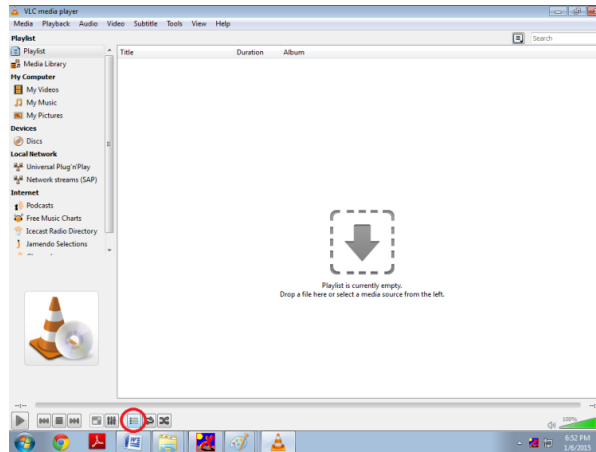 VLC media player
Media Playback Audio Video Subtitle Tools View Help
Playlist
Search
Playlist
Title Duration Album
Media Library
My Computer
My Videos
My Music
My Pictures
Devices
Discs
Local Network
Universal Plug'n'Play
Network streams (SAP)
Internet
Podcasts
Free Music Charts
Icecast Radio Directory
Jamendo Selections
Playlist is currently empty.
Drop a file here or select a media source from the left.
--:--
100%
6:52 PM
1/6/2015